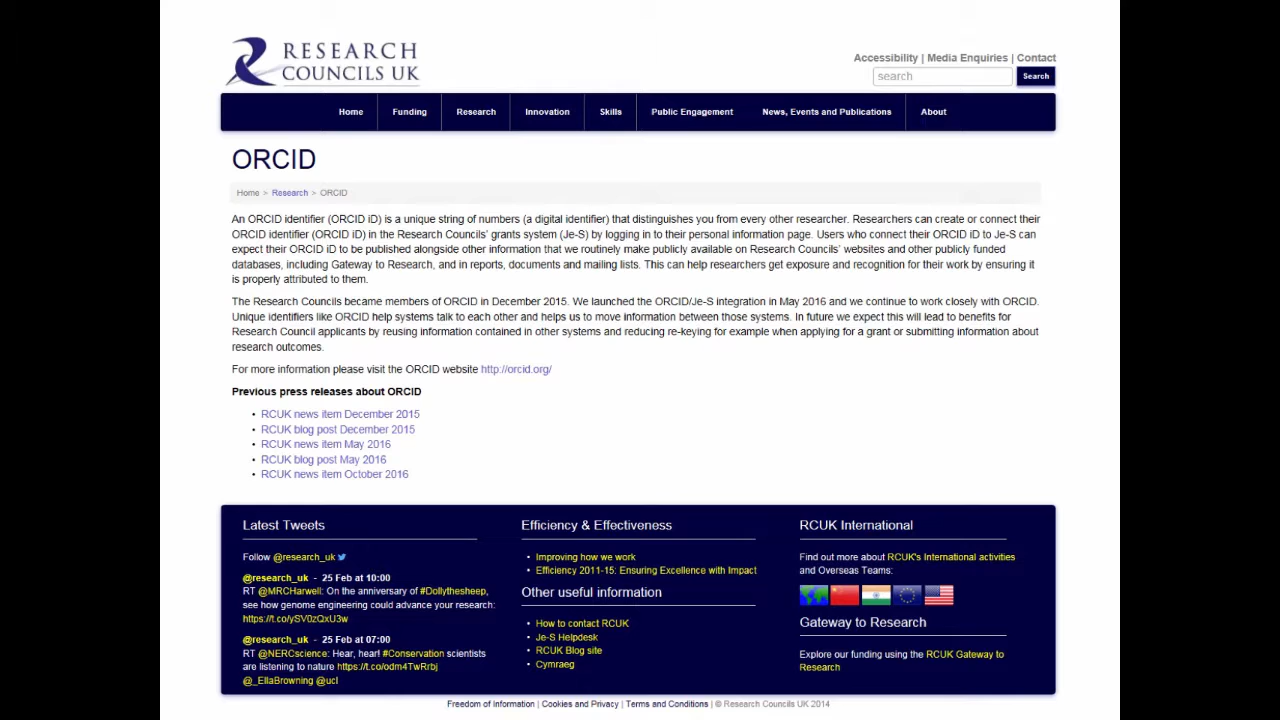 RESEARCH
COUNCILS UK
Accessibility | Media Enquiries | Contact
search
Search
Home
Funding
Research
Innovation
Skills
Public Engagement
News, Events and Publications
About
ORCID
Home > Research > ORCID
An ORCID identifier (ORCID iD) is a unique string of numbers (a digital identifier) that distinguishes you from every other researcher. Researchers can create or connect their
ORCID identifier (ORCID iD) in the Research Councils' grants system (Je-S) by logging in to their personal information page. Users who connect their ORCID iD to Je-S can
expect their ORCID iD to be published alongside other information that we routinely make publicly available on Research Councils' websites and other publicly funded
databases, including Gateway to Research, and in reports, documents and mailing lists. This can help researchers get exposure and recognition for their work by ensuring it
is properly attributed to them.
The Research Councils became members of ORCID in December 2015. We launched the ORCID/Je-S integration in May 2016 and we continue to work closely with ORCID.
Unique identifiers like ORCID help systems talk to each other and helps us to move information between those systems. In future we expect this will lead to benefits for
Research Council applicants by reusing information contained in other systems and reducing re-keying for example when applying for a grant or submitting information about
research outcomes.
For more information please visit the ORCID website http://orcid.org/
Previous press releases about ORCID
• RCUK news item December 2015
• RCUK blog post December 2015
• RCUK news item May 2016
• RCUK blog post May 2016
• RCUK news item October 2016
Latest Tweets
Follow @research_uk
@research_uk - 25 Feb at 10:00
RT @MRCHarwell: On the anniversary of #Dollythesheep,
see how genome engineering could advance your research:
https://t.co/ySV0zQxU3w
@research_uk - 25 Feb at 07:00
RT @NERCscience: Hear, hear! #Conservation scientists
are listening to nature https://t.co/odm4TwRrbj
@_EllaBrowning @ucl
Efficiency & Effectiveness
• Improving how we work
• Efficiency 2011-15: Ensuring Excellence with Impact
Other useful information
• How to contact RCUK
• Je-S Helpdesk
• RCUK Blog site
• Cymraeg
RCUK International
Find out more about RCUK's International activities
and Overseas Teams:
Gateway to Research
Explore our funding using the RCUK Gateway to
Research
Freedom of Information | Cookies and Privacy | Terms and Conditions | © Research Councils UK 2014